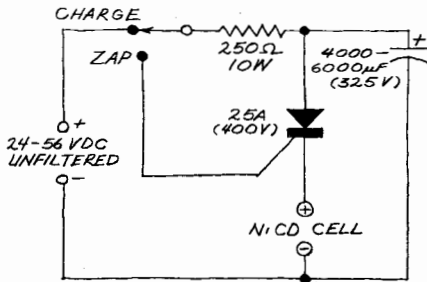 CHARGE
ZAP
250Ω
10W
+
4000–
6000µF
(325V)
25A
(400V)
+
24-56 VDC
UNFILTERED
−
+
NICD CELL
−